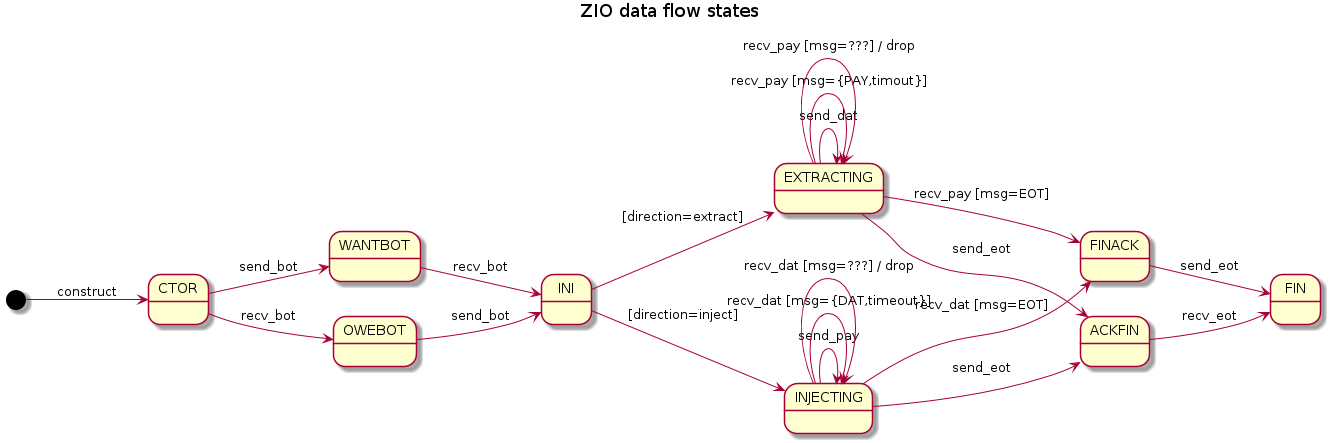 ZIO data flow states
recv_pay [msg=???] / drop
recv_pay [msg={PAY,timout}]
send_dat
EXTRACTING
[direction=extract]
recv_pay [msg=EOT]
send_eot
WANTBOT
FINACK
send_bot
recv_bot
send_eot
construct
CTOR
INI
FIN
recv_dat [msg=???] / drop
recv_dat [msg={DAT,timeout}]
recv_dat [msg=EOT]
recv_bot
OWEBOT
send_bot
[direction=inject]
send_pay
ACKFIN
recv_eot
send_eot
INJECTING